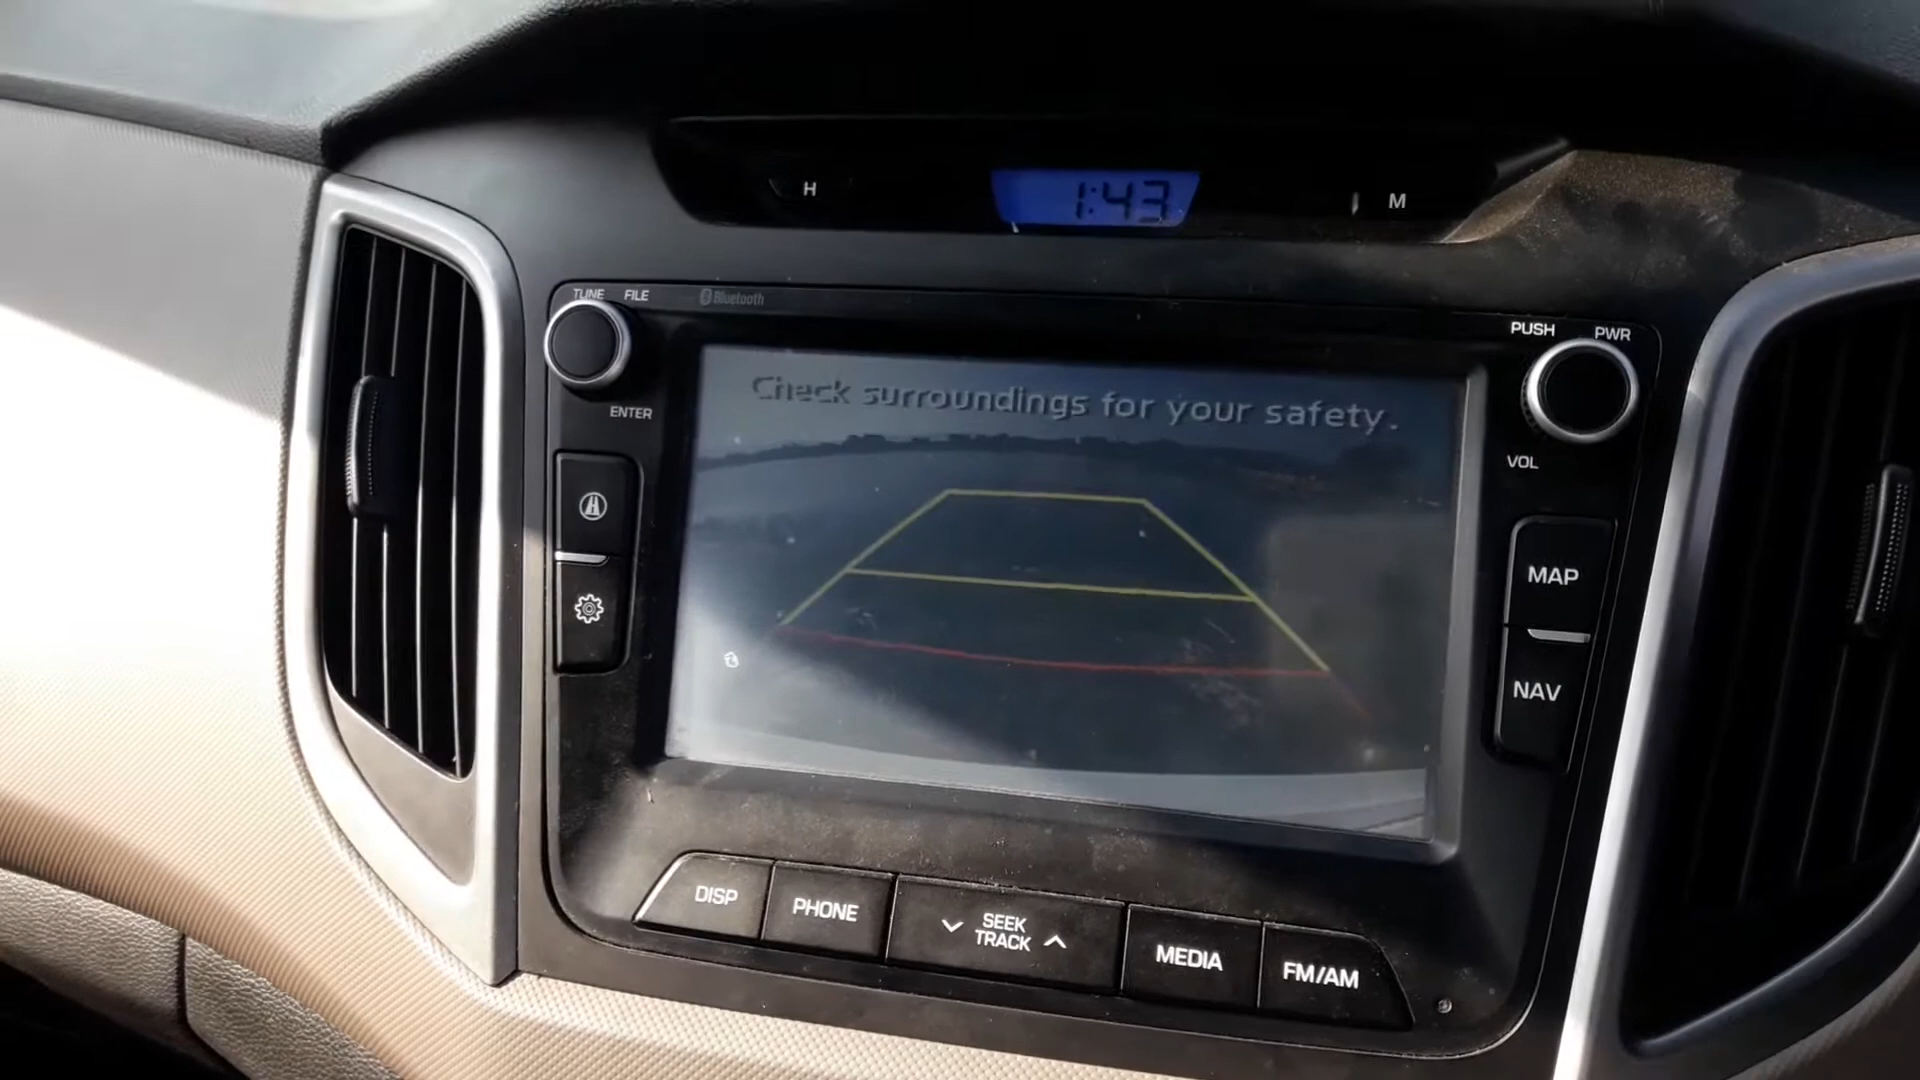 H
1:43
M
TUNE FILE
Bluetooth
PUSH PWR
Check surroundings for your safety.
ENTER
VOL
MAP
NAV
DISP
PHONE
SEEK
TRACK
MEDIA
FM/AM